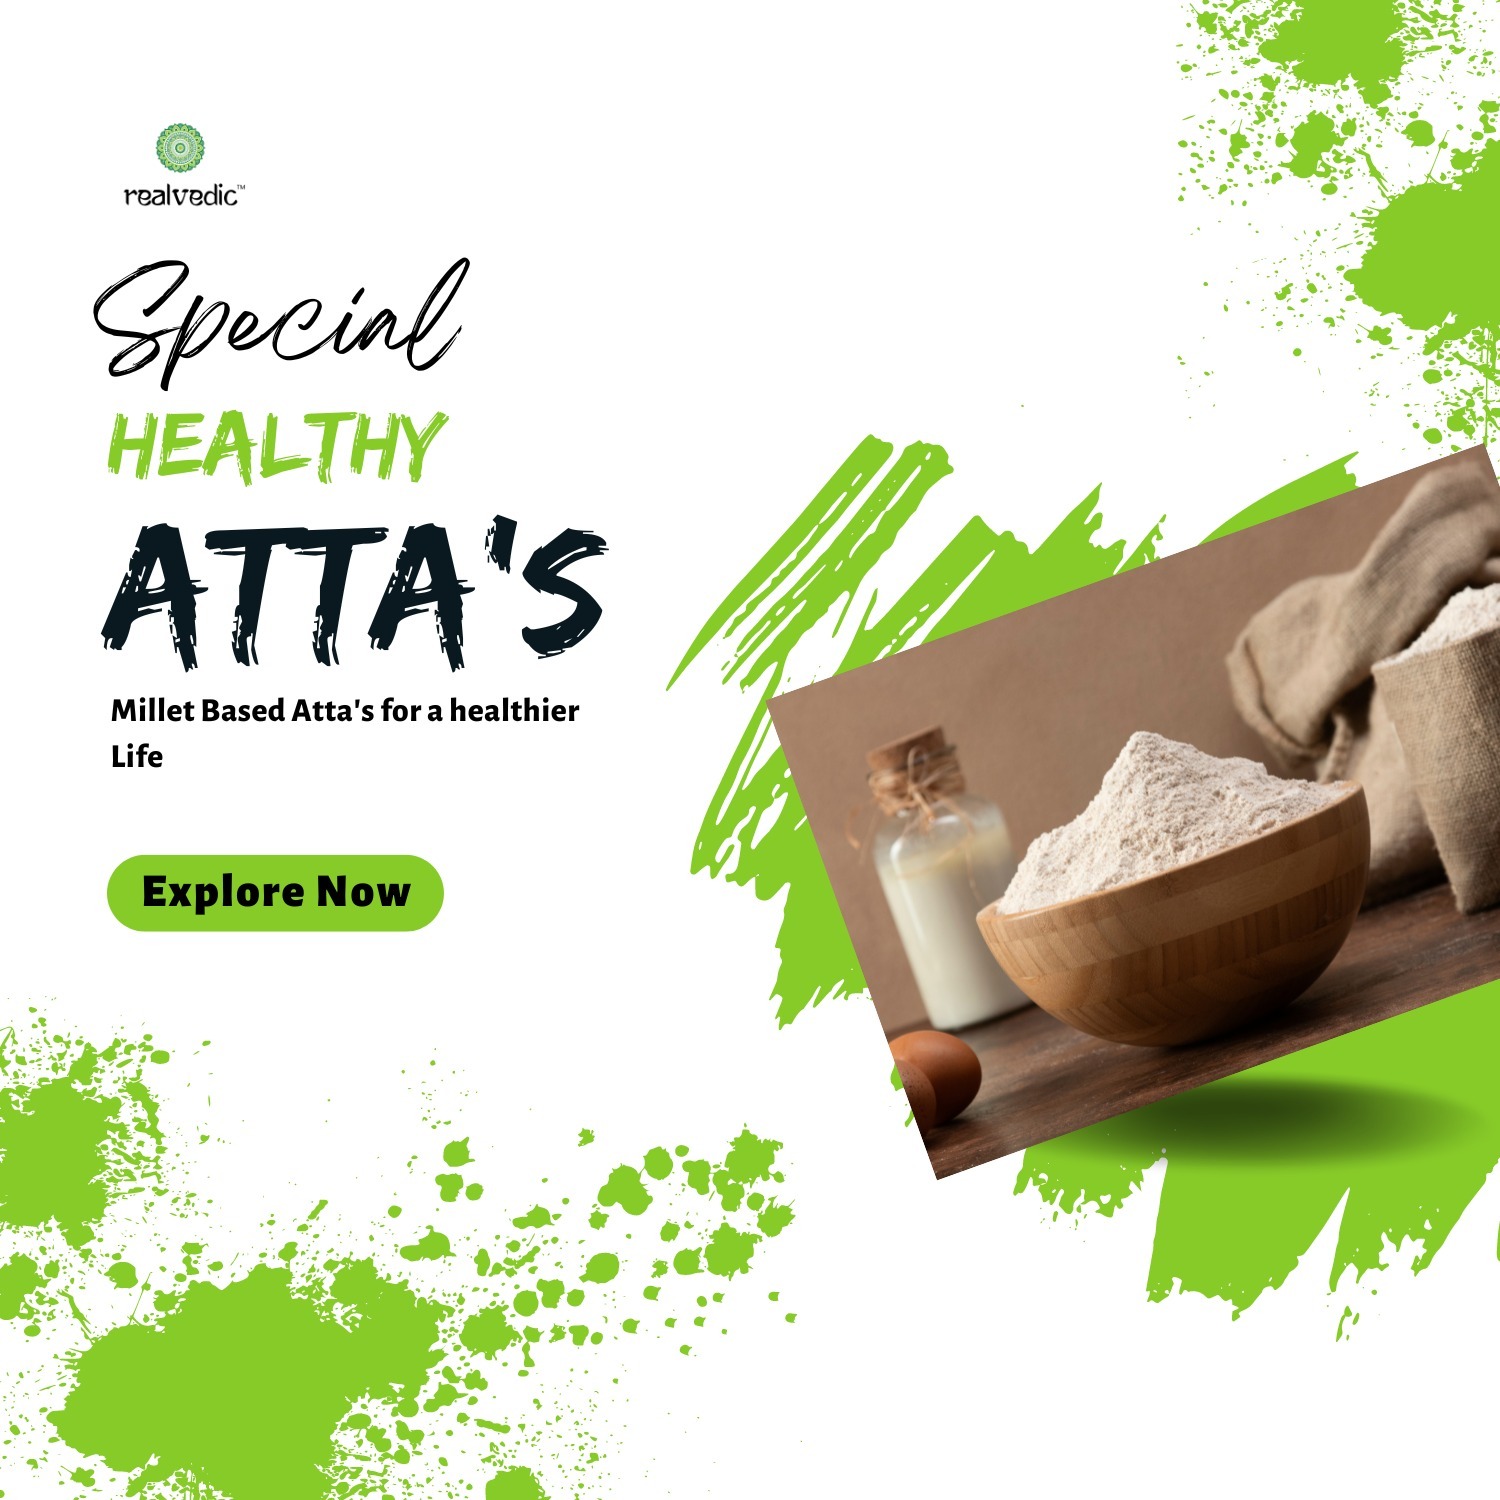 realvedic™
Special
HEALTHY
ATTA'S
Millet Based Atta's for a healthier
Life
Explore Now